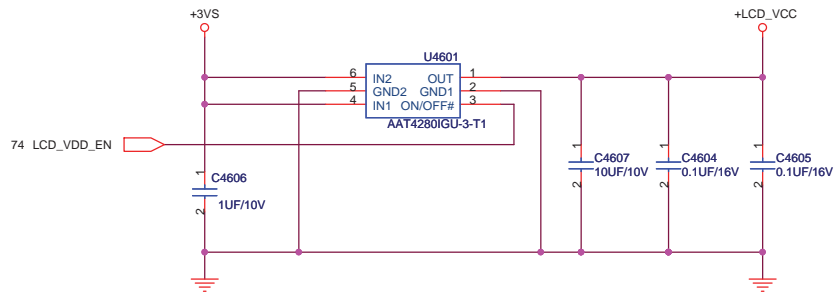 +3VS
+LCD_VCC
U4601
6 IN2 OUT 1
5 GND2 GND1 2
4 IN1 ON/OFF# 3
AAT4280IGU-3-T1
74 LCD_VDD_EN
1
C4606
1UF/10V
2
1
C4607
10UF/10V
2
1
C4604
0.1UF/16V
2
1
C4605
0.1UF/16V
2